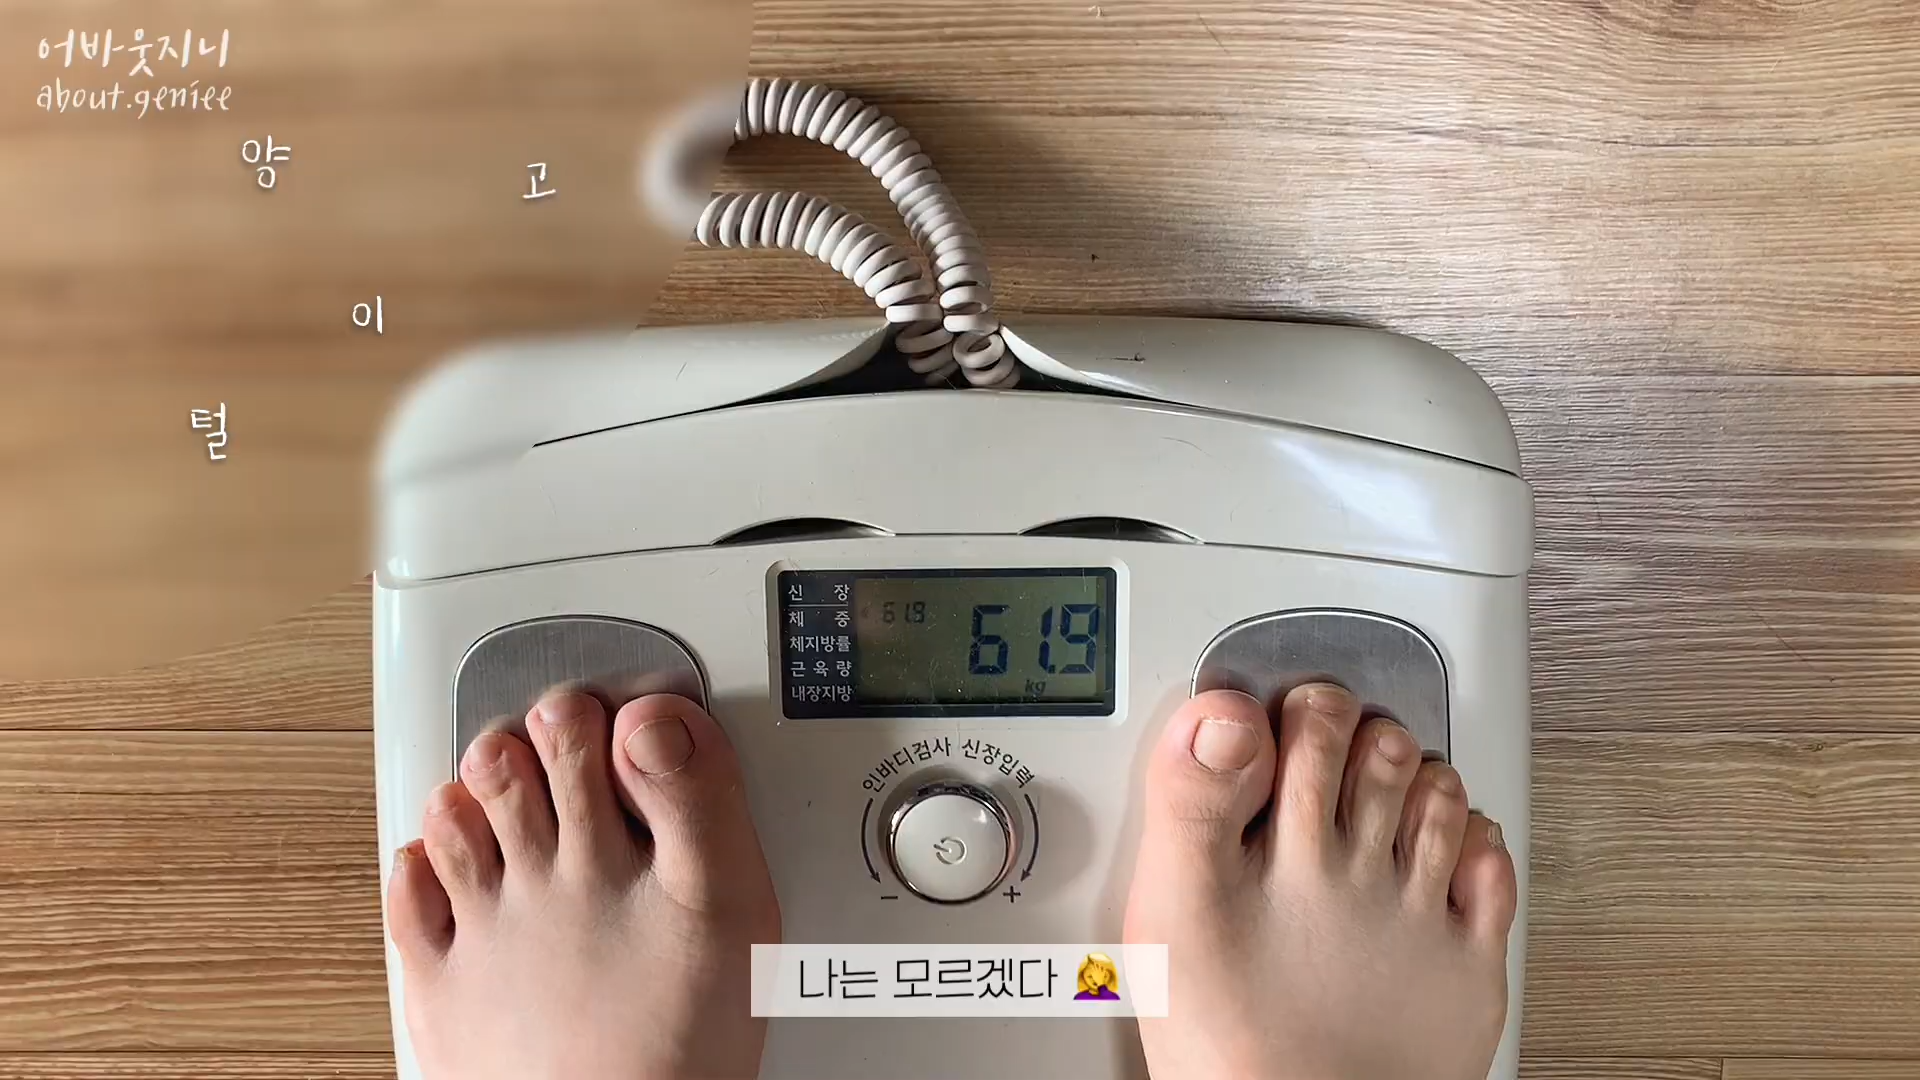 어바웃지니
about.geniee
양
고
이
털
신 장
체 중
체지방률
근 육 량
내장지방
61.9
61.9
kg
인바디검사 신장입력
-
+
나는 모르겠다 🤦‍♀️